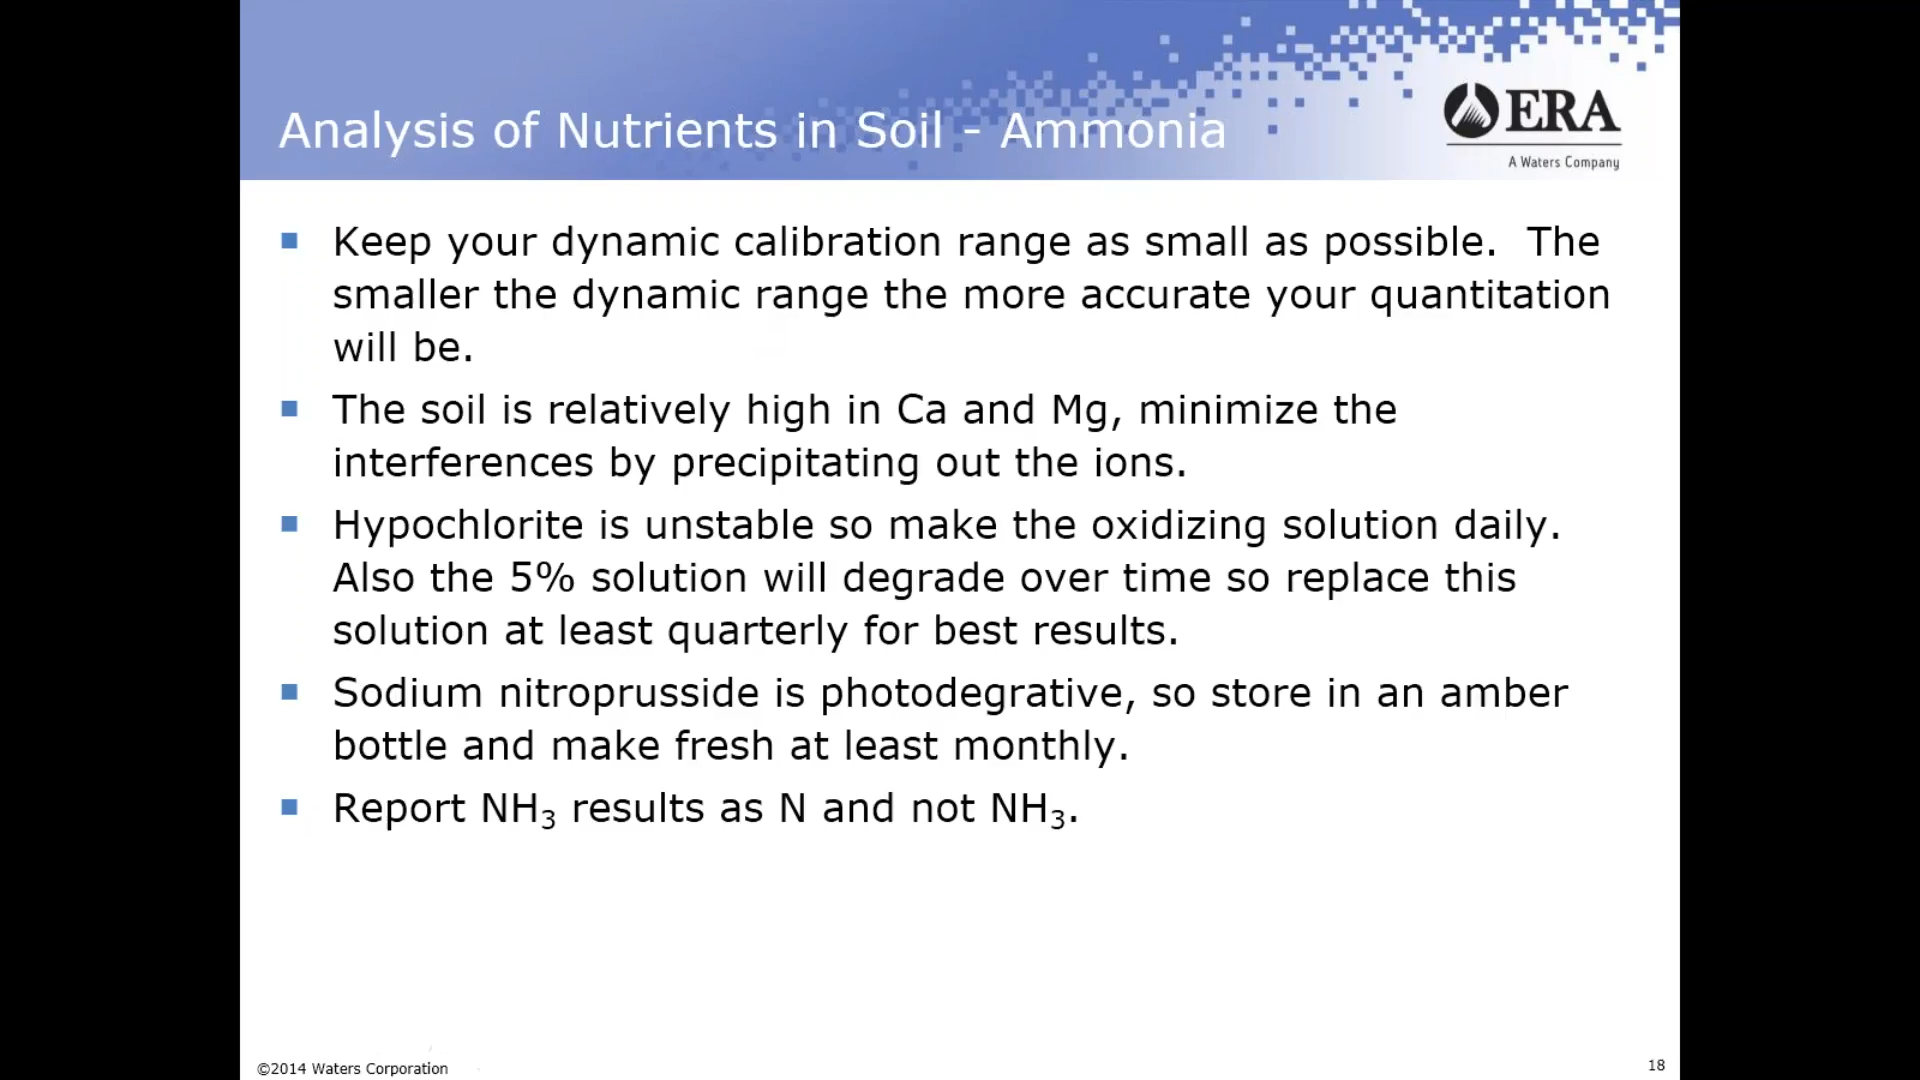 Analysis of Nutrients in Soil - Ammonia
ERA
A Waters Company
Keep your dynamic calibration range as small as possible. The
smaller the dynamic range the more accurate your quantitation
will be.
The soil is relatively high in Ca and Mg, minimize the
interferences by precipitating out the ions.
Hypochlorite is unstable so make the oxidizing solution daily.
Also the 5% solution will degrade over time so replace this
solution at least quarterly for best results.
Sodium nitroprusside is photodegrative, so store in an amber
bottle and make fresh at least monthly.
Report NH₃ results as N and not NH₃.
©2014 Waters Corporation
18